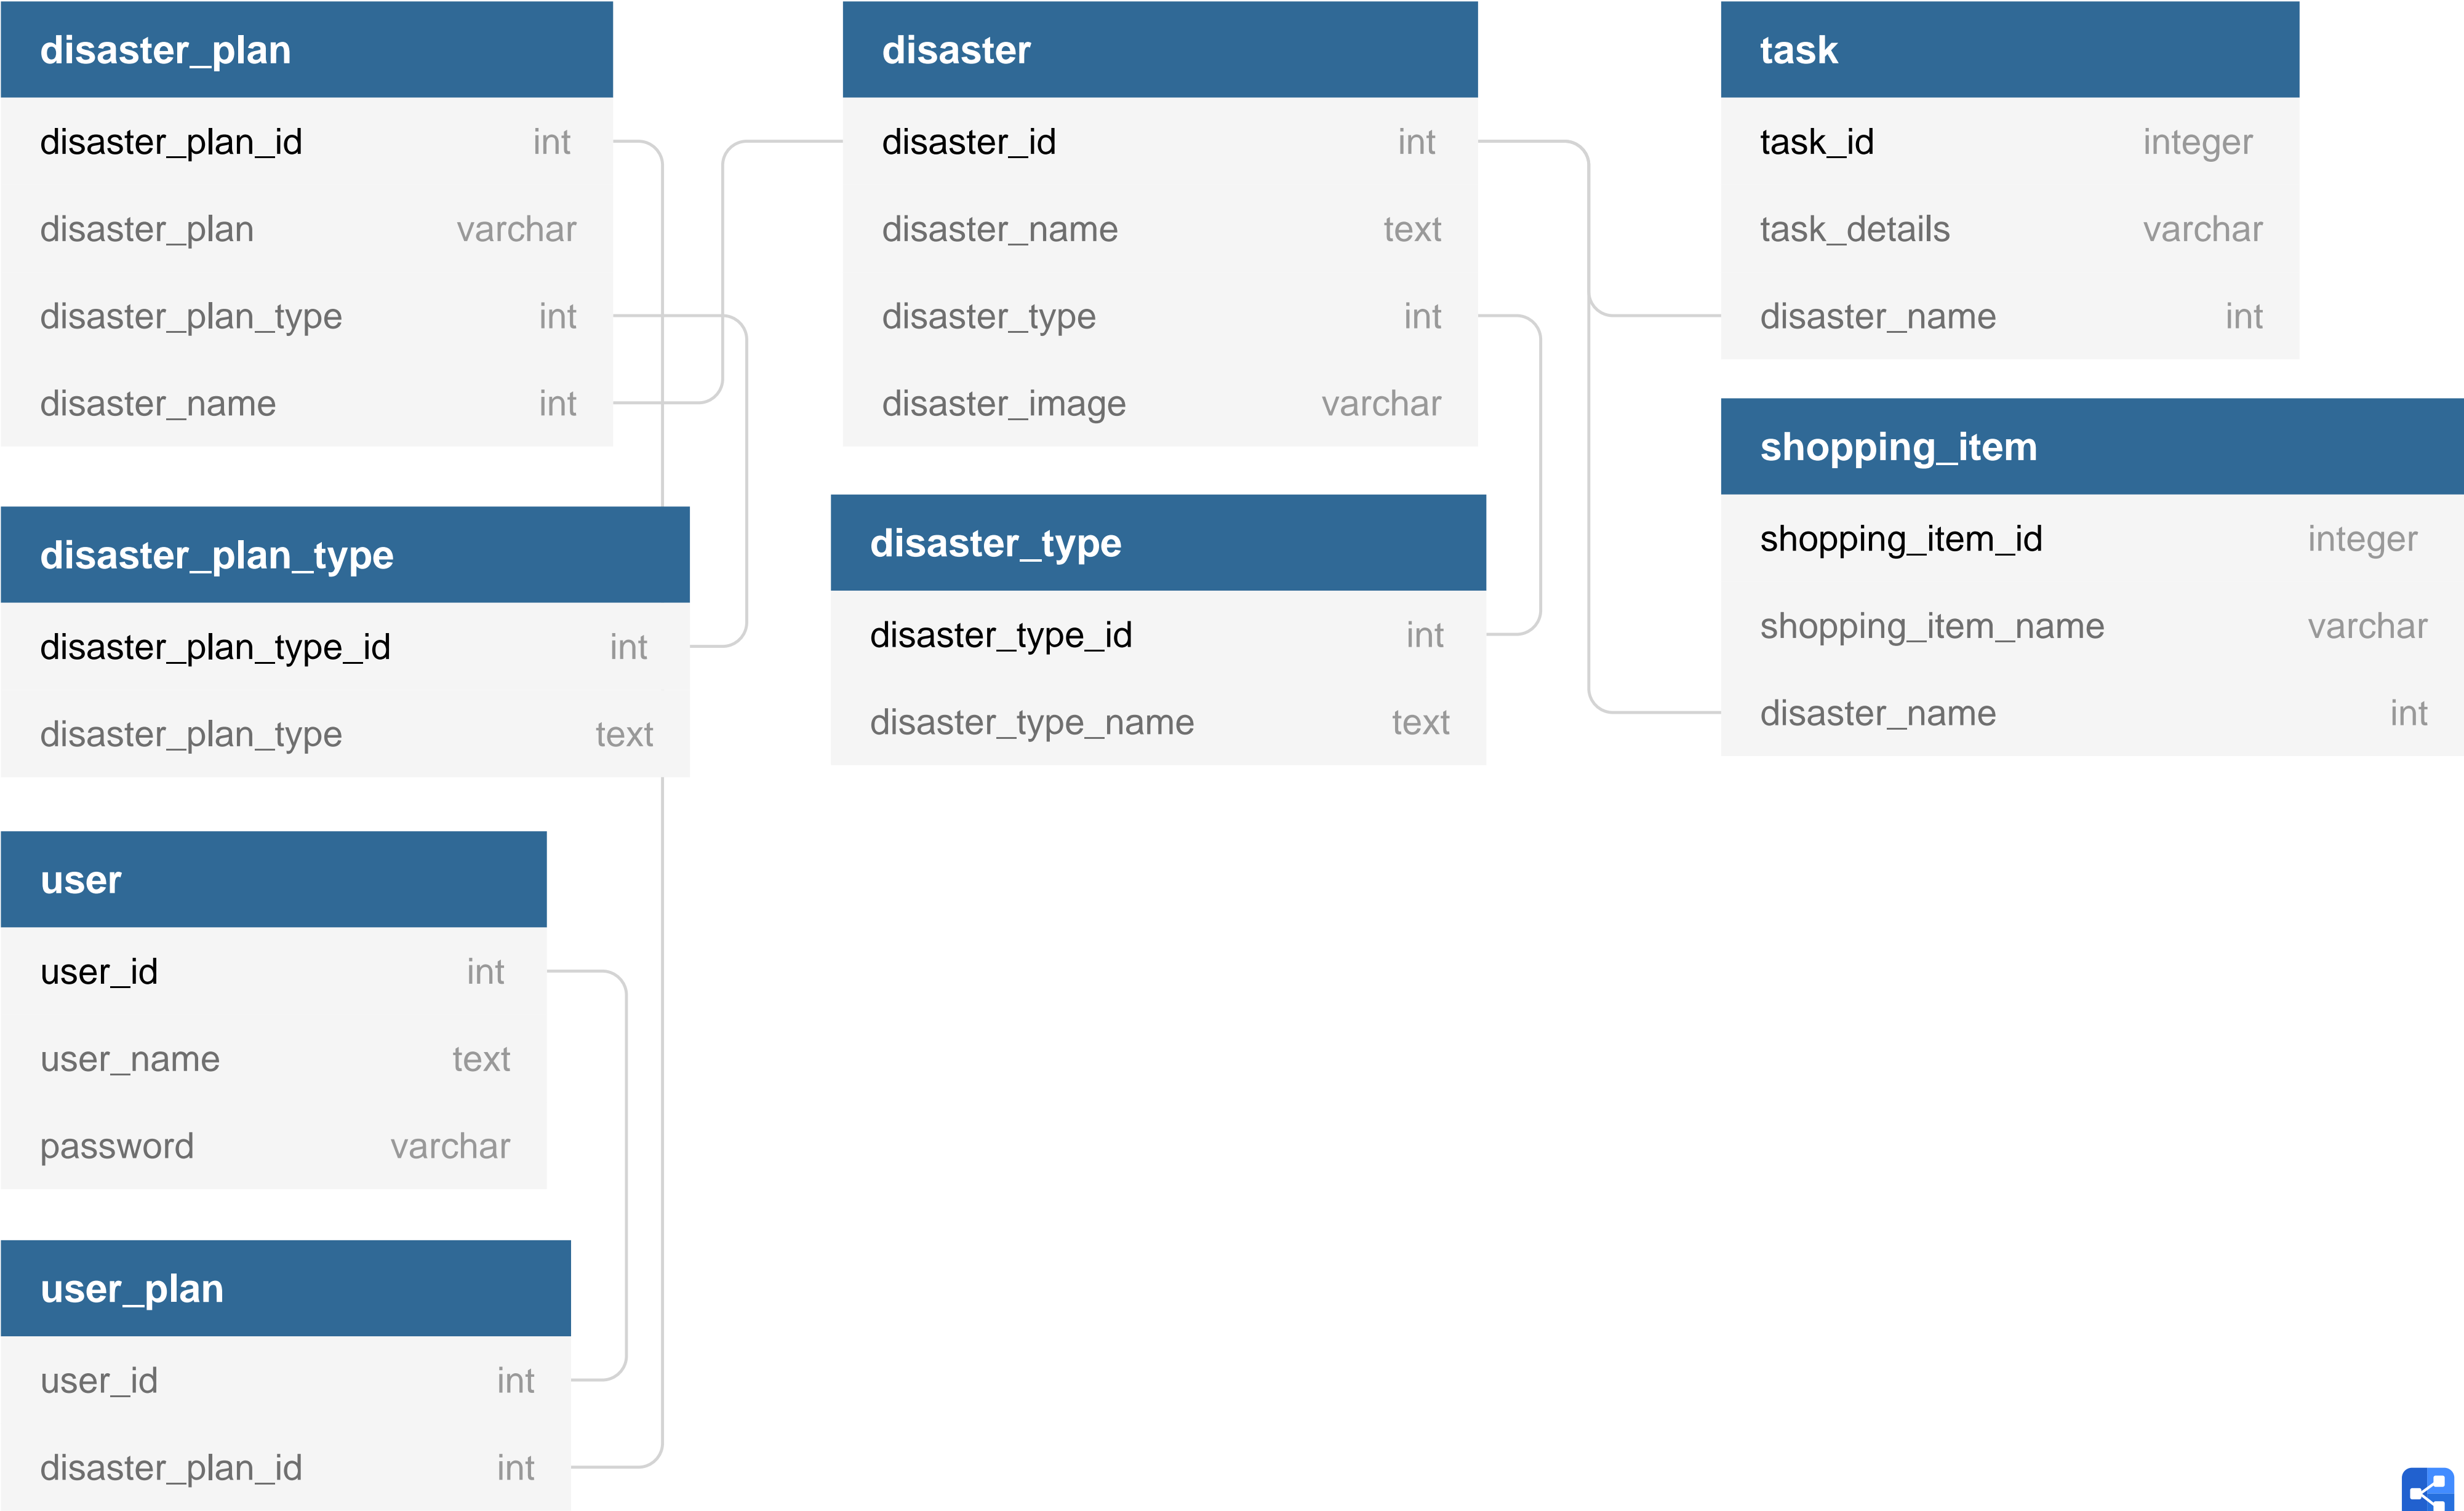 disaster_plan
disaster_plan_id int
disaster_plan varchar
disaster_plan_type int
disaster_name int
disaster_plan_type
disaster_plan_type_id int
disaster_plan_type text
user
user_id int
user_name text
password varchar
user_plan
user_id int
disaster_plan_id int
disaster
disaster_id int
disaster_name text
disaster_type int
disaster_image varchar
disaster_type
disaster_type_id int
disaster_type_name text
task
task_id integer
task_details varchar
disaster_name int
shopping_item
shopping_item_id integer
shopping_item_name varchar
disaster_name int